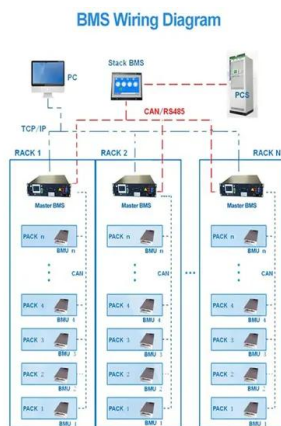 BMS Wiring Diagram
PC
Stack BMS
PCS
CAN/RS485
TCP/IP
RACK 1
RACK 2
RACK N
Master BMS
Master BMS
Master BMS
PACK n
PACK n
PACK n
BMU n
BMU n
BMU n
CAN
CAN
CAN
PACK 4
PACK 4
PACK 4
BMU 4
BMU 4
PACK 3
PACK 3
PACK 3
BMU 3
BMU 3
BMU 3
PACK 2
PACK 2
PACK 2
BMU 2
BMU 2
BMU 2
PACK 1
PACK 1
PACK 1
BMU 1
BMU 1
BMU 1